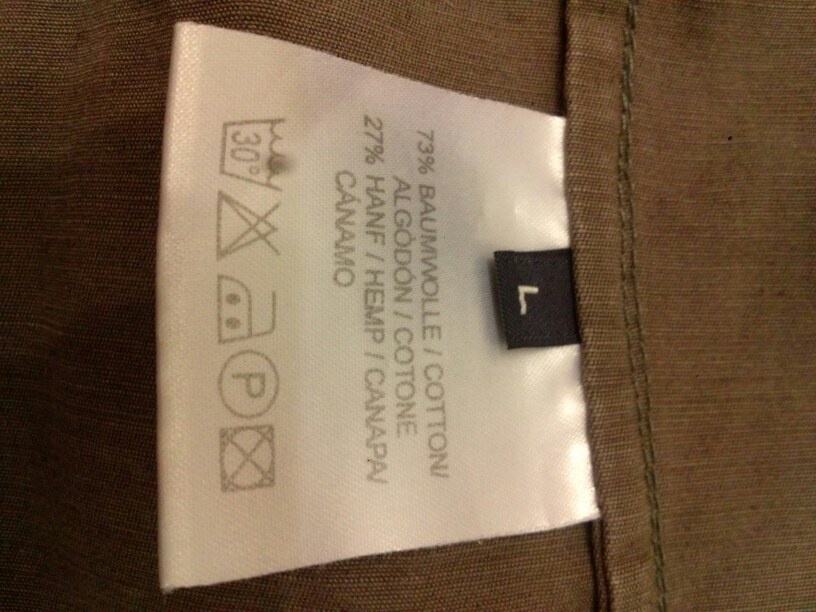 L
73% BAUMWOLLE / COTTON/
ALGODÓN / COTONE
27% HANF / HEMP / CANAPA/
CÁNAMO
30°
P